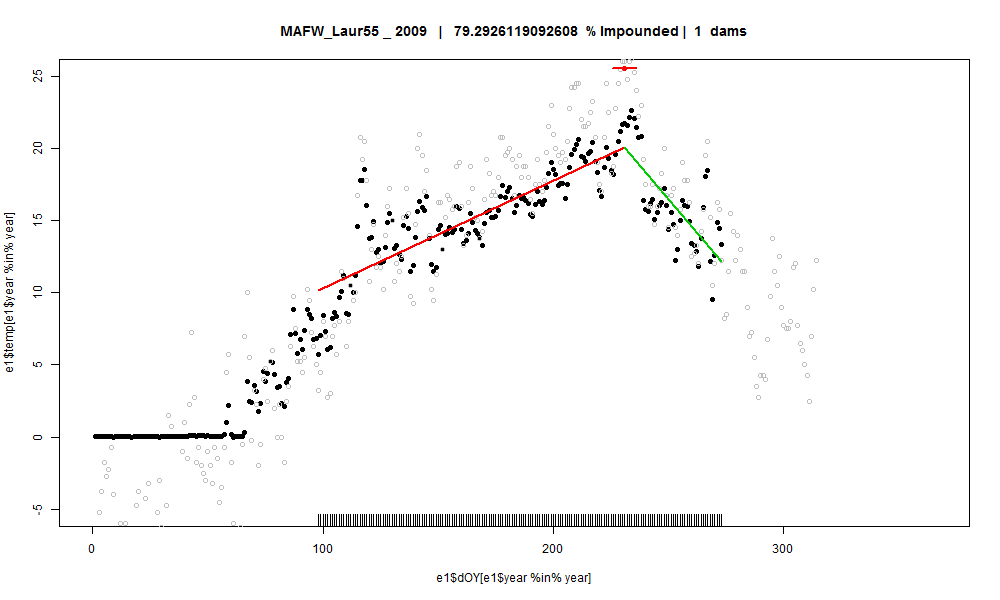 MAFW_Laur55 _ 2009 | 79.2926119092608 % Impounded | 1 dams
25
20
15
10
5
0
-5
e1$temp[e1$year %in% year]
0 100 200 300
e1$dOY[e1$year %in% year]